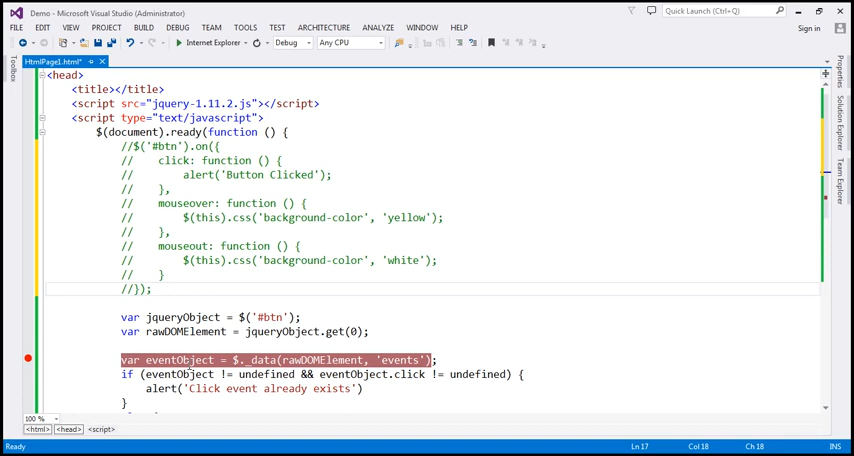 Demo - Microsoft Visual Studio (Administrator)
Quick Launch (Ctrl+Q)
FILE EDIT VIEW PROJECT BUILD DEBUG TEAM TOOLS TEST ARCHITECTURE ANALYZE WINDOW HELP
Sign in
Internet Explorer Debug Any CPU
HtmlPage1.html*
Toolbox
Properties
Solution Explorer
Team Explorer
<head>
<title></title>
<script src="jquery-1.11.2.js"></script>
<script type="text/javascript">
$(document).ready(function () {
//$('#btn').on({
// click: function () {
// alert('Button Clicked');
// },
// mouseover: function () {
// $(this).css('background-color', 'yellow');
// },
// mouseout: function () {
// $(this).css('background-color', 'white');
// }
//});
var jqueryObject = $('#btn');
var rawDOMElement = jqueryObject.get(0);
var eventObject = $._data(rawDOMElement, 'events');
if (eventObject != undefined && eventObject.click != undefined) {
alert('Click event already exists')
}
100 %
<html> <head> <script>
Ready Ln 17 Col 18 Ch 18 INS